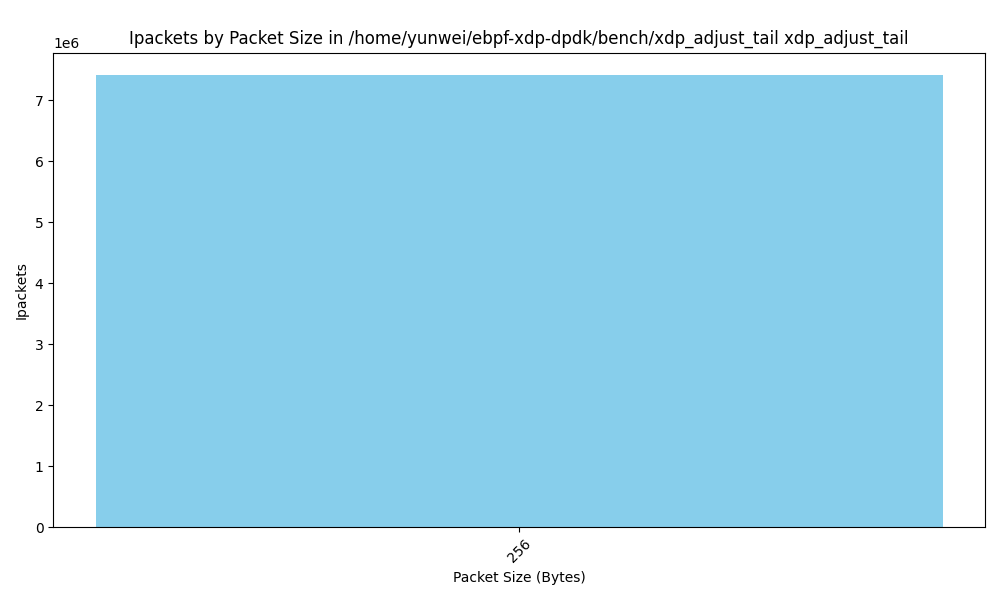 Ipackets by Packet Size in /home/yunwei/ebpf-xdp-dpdk/bench/xdp_adjust_tail xdp_adjust_tail
1e6
7
6
5
4
3
2
1
0
Ipackets
256
Packet Size (Bytes)